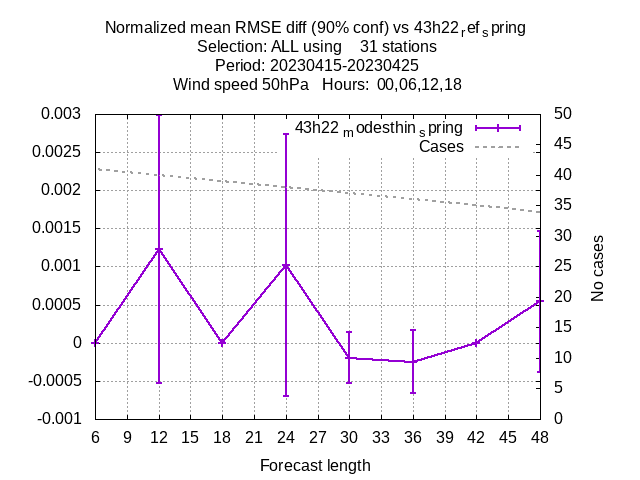 Normalized mean RMSE diff (90% conf) vs 43h22refspring
Selection: ALL using    31 stations
Period: 20230415-20230425
Wind speed 50hPa   Hours: 00,06,12,18
43h22modesthinspring
Cases
0.003
0.0025
0.002
0.0015
0.001
0.0005
0
-0.0005
-0.001
50
45
40
35
30
25
20
15
10
5
0
No cases
6 9 12 15 18 21 24 27 30 33 36 39 42 45 48
Forecast length